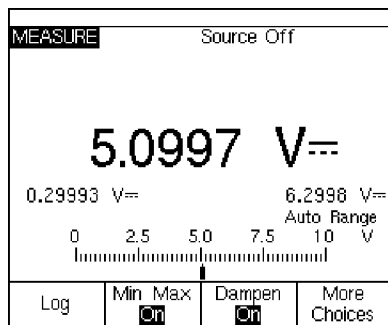 MEASURE Source Off
5.0997 V⎓
0.29993 V⎓ 6.2998 V⎓
Auto Range
0 2.5 5.0 7.5 10 V
Log Min Max On Dampen On More Choices